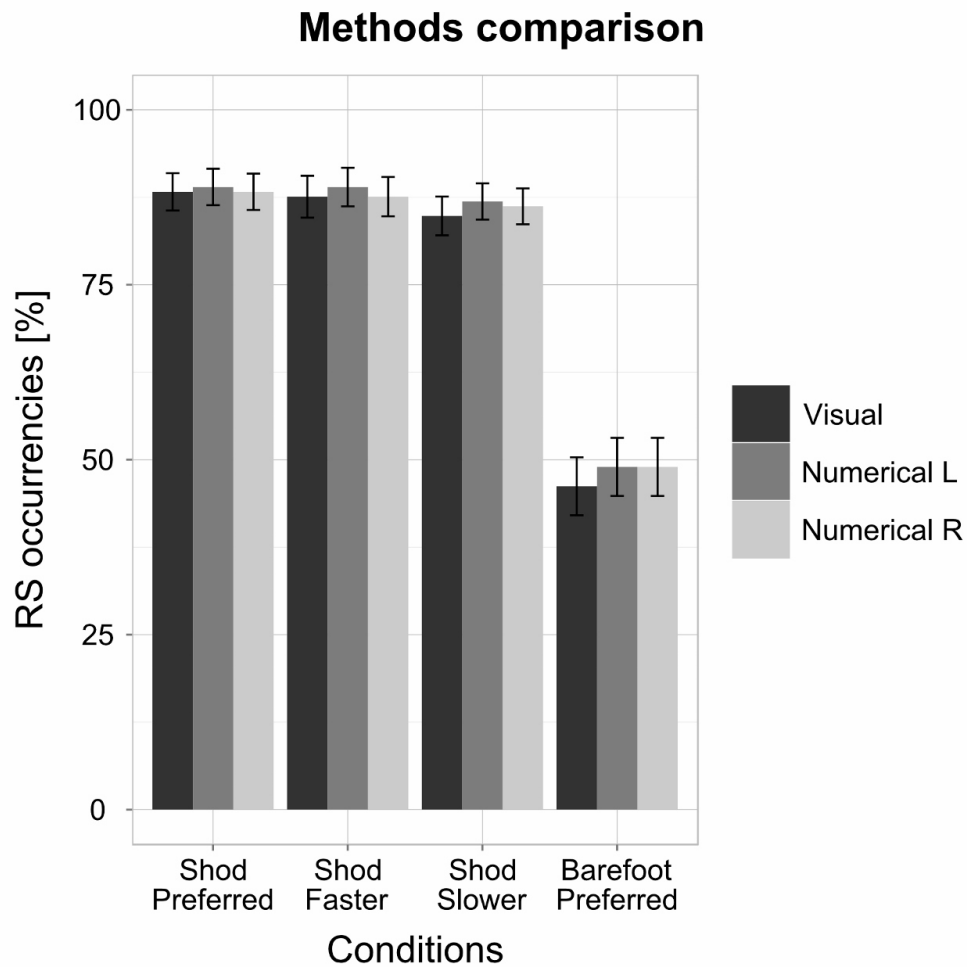 Methods comparison
RS occurrencies [%]
100
75
50
25
0
Shod
Preferred
Shod
Faster
Shod
Slower
Barefoot
Preferred
Conditions
Visual
Numerical L
Numerical R